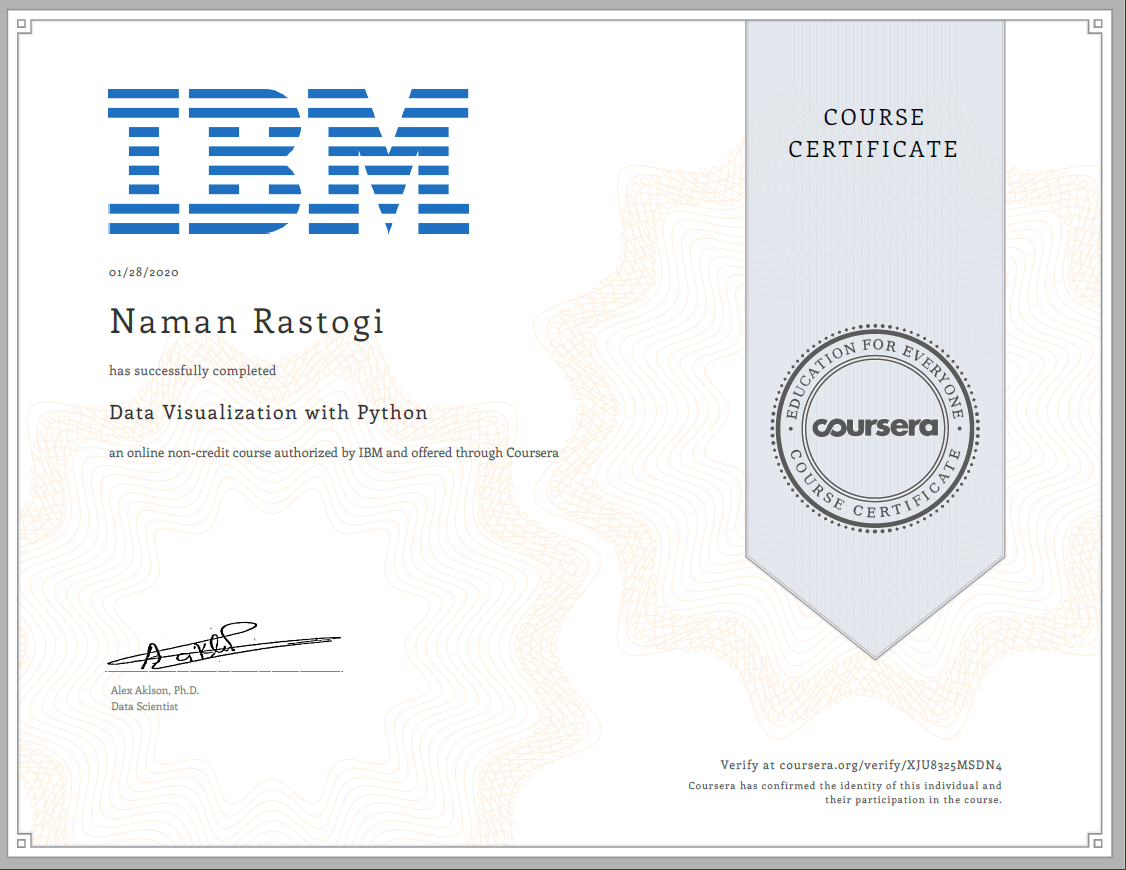 IBM
COURSE
CERTIFICATE
01/28/2020
Naman Rastogi
has successfully completed
Data Visualization with Python
an online non-credit course authorized by IBM and offered through Coursera
EDUCATION FOR EVERYONE
coursera
COURSE CERTIFICATE
Alex Aklson, Ph.D.
Data Scientist
Verify at coursera.org/verify/XJU8325MSDN4
Coursera has confirmed the identity of this individual and
their participation in the course.